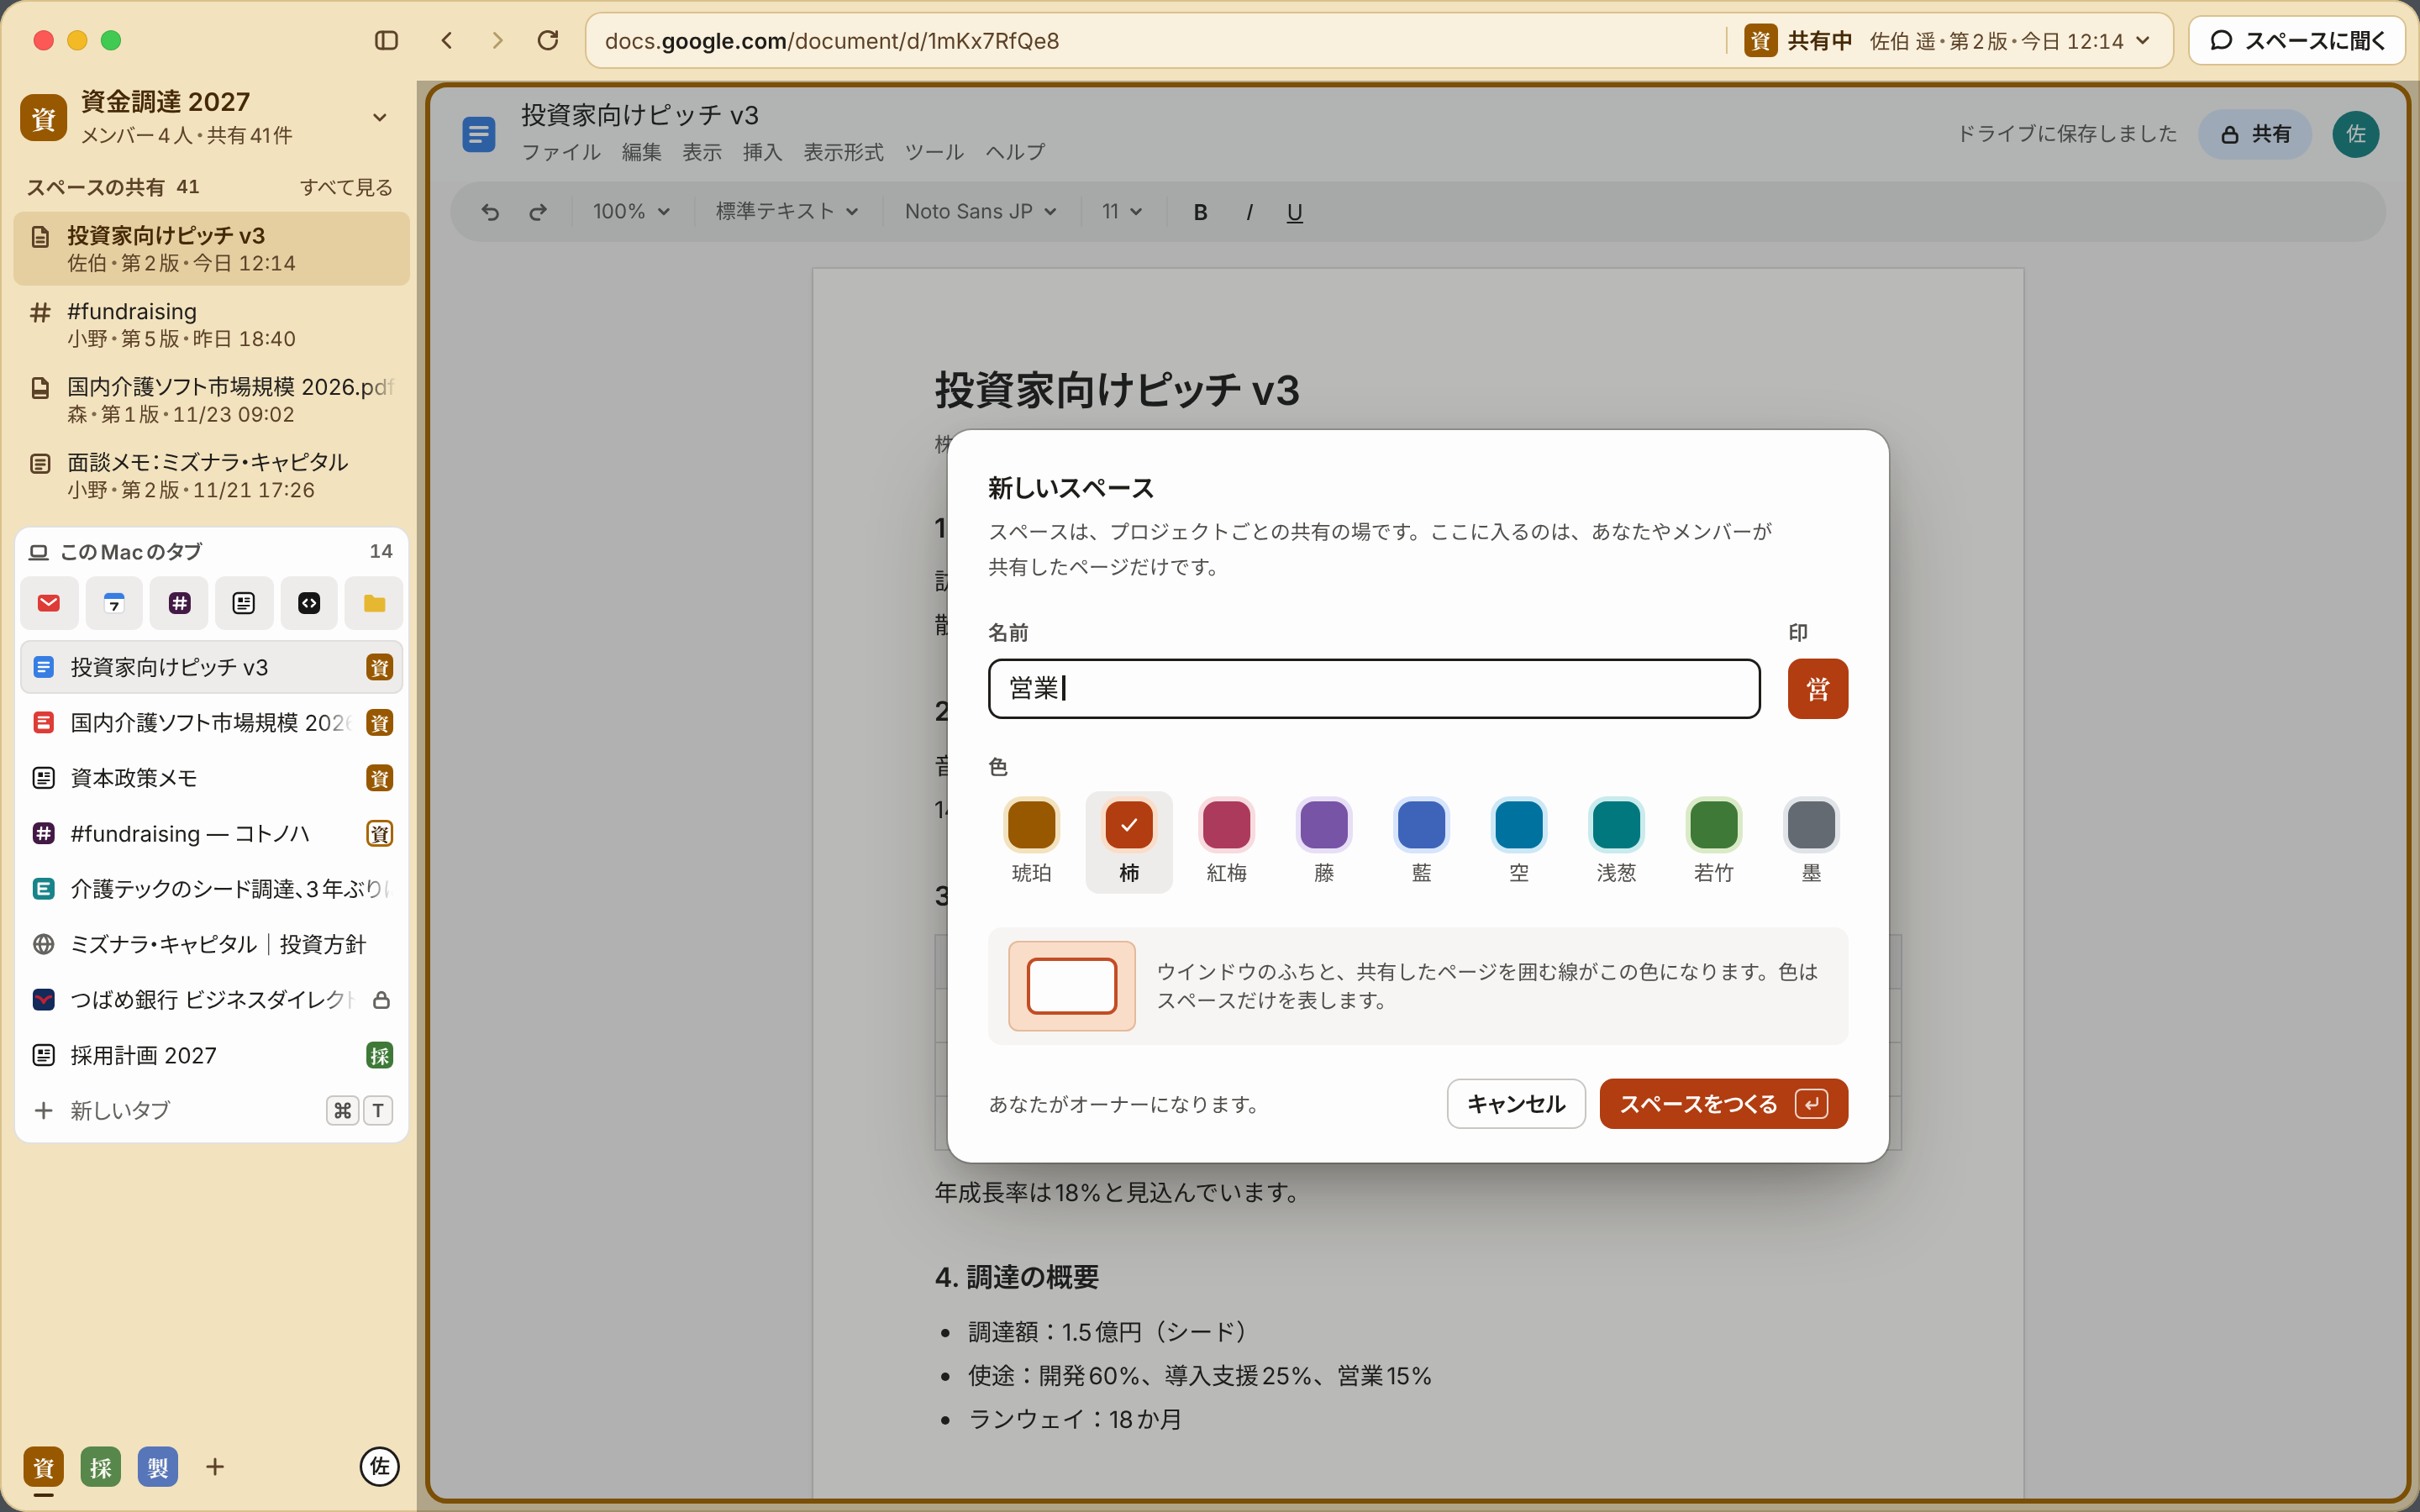 docs.google.com/document/d/1mKx7RfQe8
資 共有中 佐伯 遥・第2版・今日 12:14
スペースに聞く
資
資金調達 2027
メンバー4人・共有41件
スペースの共有 41 すべて見る
投資家向けピッチ v3
佐伯・第2版・今日 12:14
#fundraising
小野・第5版・昨日 18:40
国内介護ソフト市場規模 2026.pdf
森・第1版・11/23 09:02
面談メモ：ミズナラ・キャピタル
小野・第2版・11/21 17:26
このMacのタブ 14
7
投資家向けピッチ v3 資
国内介護ソフト市場規模 2026 資
資本政策メモ 資
#fundraising — コトノハ 資
介護テックのシード調達、3年ぶりに
ミズナラ・キャピタル｜投資方針
つばめ銀行 ビジネスダイレクト
採用計画 2027 採
新しいタブ ⌘ T
資 採 製 + 佐
投資家向けピッチ v3
ファイル 編集 表示 挿入 表示形式 ツール ヘルプ
ドライブに保存しました 共有 佐
100% 標準テキスト Noto Sans JP 11 B I U
投資家向けピッチ v3
株
1
散
2
音
14
3
新しいスペース
スペースは、プロジェクトごとの共有の場です。ここに入るのは、あなたやメンバーが
共有したページだけです。
名前 印
営業 営
色
琥珀 柿 紅梅 藤 藍 空 浅葱 若竹 墨
ウインドウのふちと、共有したページを囲む線がこの色になります。色は
スペースだけを表します。
あなたがオーナーになります。 キャンセル スペースをつくる
年成長率は18%と見込んでいます。
4. 調達の概要
• 調達額：1.5億円（シード）
• 使途：開発60%、導入支援25%、営業15%
• ランウェイ：18か月